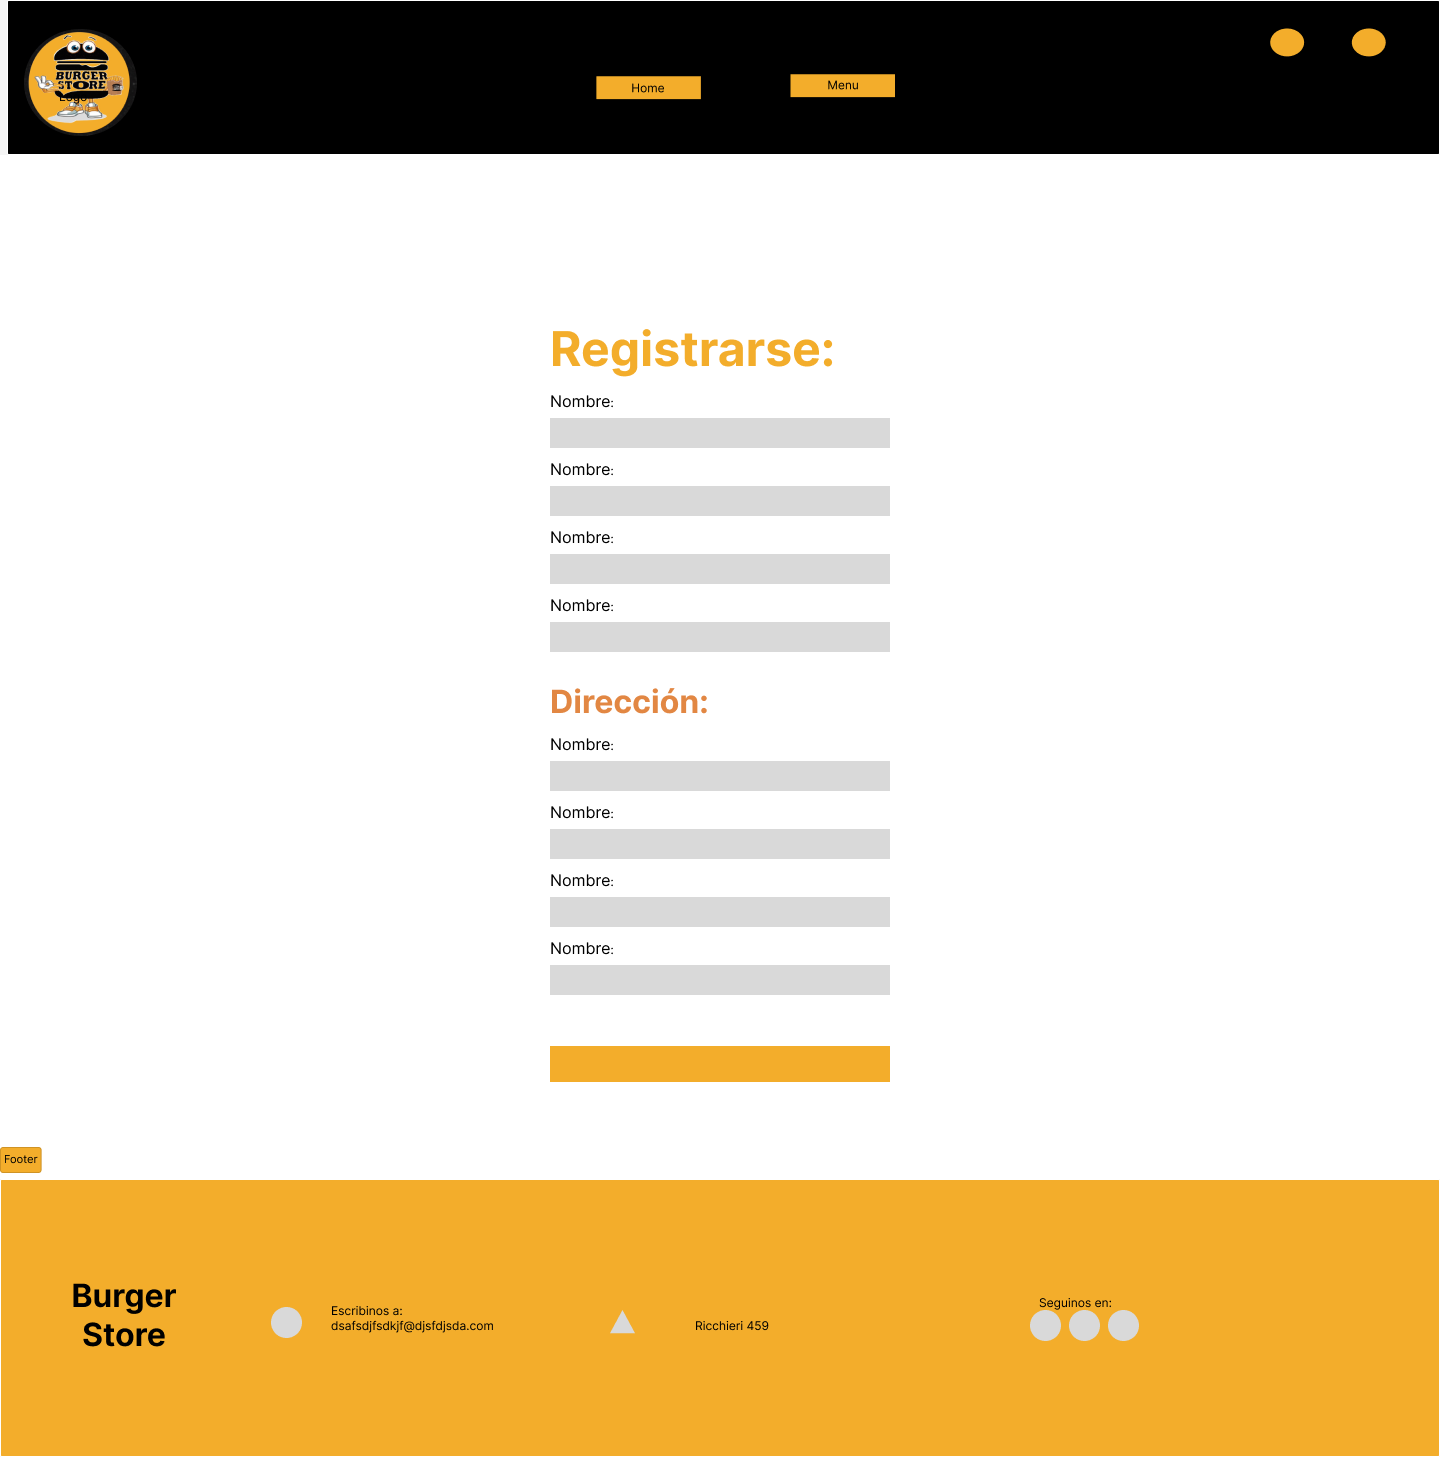 BURGER
STORE
Logo
Home
Menu
Registrarse:
Nombre:
Nombre:
Nombre:
Nombre:
Dirección:
Nombre:
Nombre:
Nombre:
Nombre:
Footer
Burger
Store
Escribinos a:
dsafsdjfsdkjf@djsfdjsda.com
Ricchieri 459
Seguinos en: